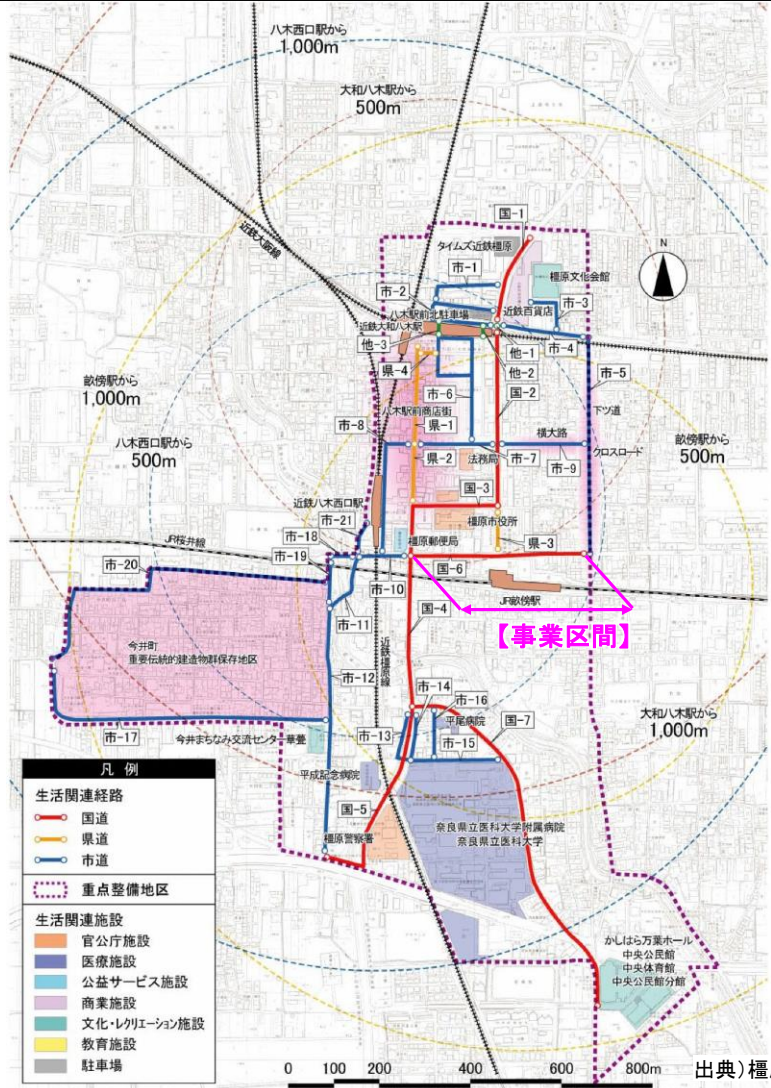 八木西口駅から
1,000m
大和八木駅から
500m
国-1
タイムズ近鉄橿原
市-1
橿原文化会館
N
近鉄大阪線
市-2
近鉄百貨店
市-3
八木駅前北駐車場
近鉄大和八木駅
他-3
他-1
市-4
他-2
県-4
畝傍駅から
1,000m
市-6
国-2
市-5
八木駅前商店街
下ツ道
市-8
県-1
横大路
畝傍駅から
500m
八木西口駅から
500m
県-2
法務局
市-7
市-9
クロスロード
国-3
近鉄八木西口駅
市-21
橿原市役所
市-18
橿原郵便局
県-3
JR桜井線
市-19
国-6
市-20
市-10
JR畝傍駅
市-11
国-4
【事業区間】
今井町
重要伝統的建造物群保存地区
近鉄橿原線
市-12
市-14
市-16
大和八木駅から
1,000m
市-17
市-13
平尾病院
国-7
今井まちなみ交流センター華甍
市-15
平成記念病院
国-5
橿原警察署
奈良県立医科大学附属病院
奈良県立医科大学
かしはら万葉ホール
中央公民館
中央体育館
中央公民館分館
凡例
生活関連経路
国道
県道
市道
重点整備地区
生活関連施設
官公庁施設
医療施設
公益サービス施設
商業施設
文化・レクリエーション施設
教育施設
駐車場
0 100 200 400 600 800m
出典)橿